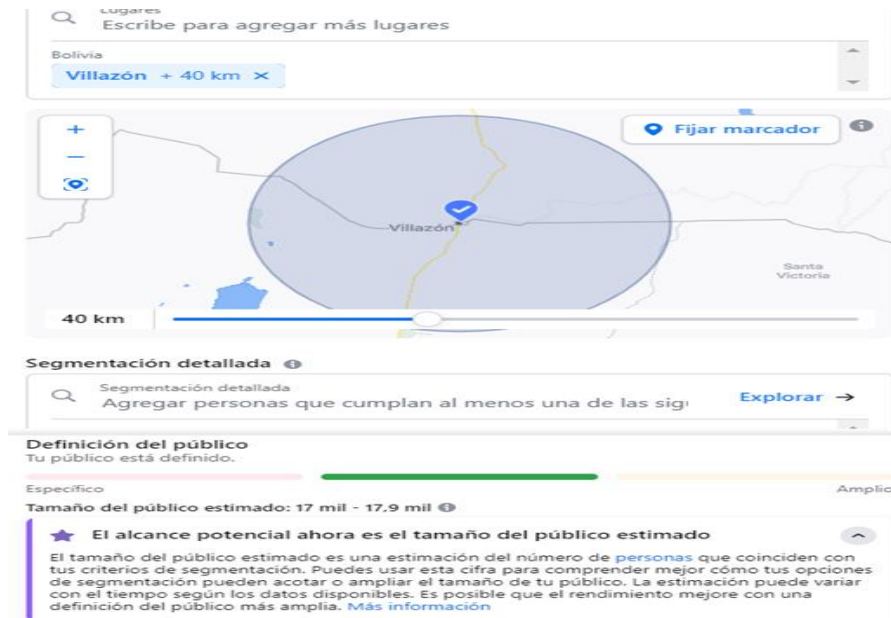 Lugares
Escribe para agregar más lugares
Bolivia
Villazón + 40 km ×
+
Fijar marcador
−
Villazón
Santa
Victoria
40 km
Segmentación detallada
Segmentación detallada
Agregar personas que cumplan al menos una de las sig
Explorar →
Definición del público
Tu público está definido.
Específico
Amplio
Tamaño del público estimado: 17 mil - 17,9 mil
El alcance potencial ahora es el tamaño del público estimado
El tamaño del público estimado es una estimación del número de personas que coinciden con
tus criterios de segmentación. Puedes usar esta cifra para comprender mejor cómo tus opciones
de segmentación pueden acotar o ampliar el tamaño de tu público. La estimación puede variar
con el tiempo según los datos disponibles. Es posible que el rendimiento mejore con una
definición del público más amplia. Más información